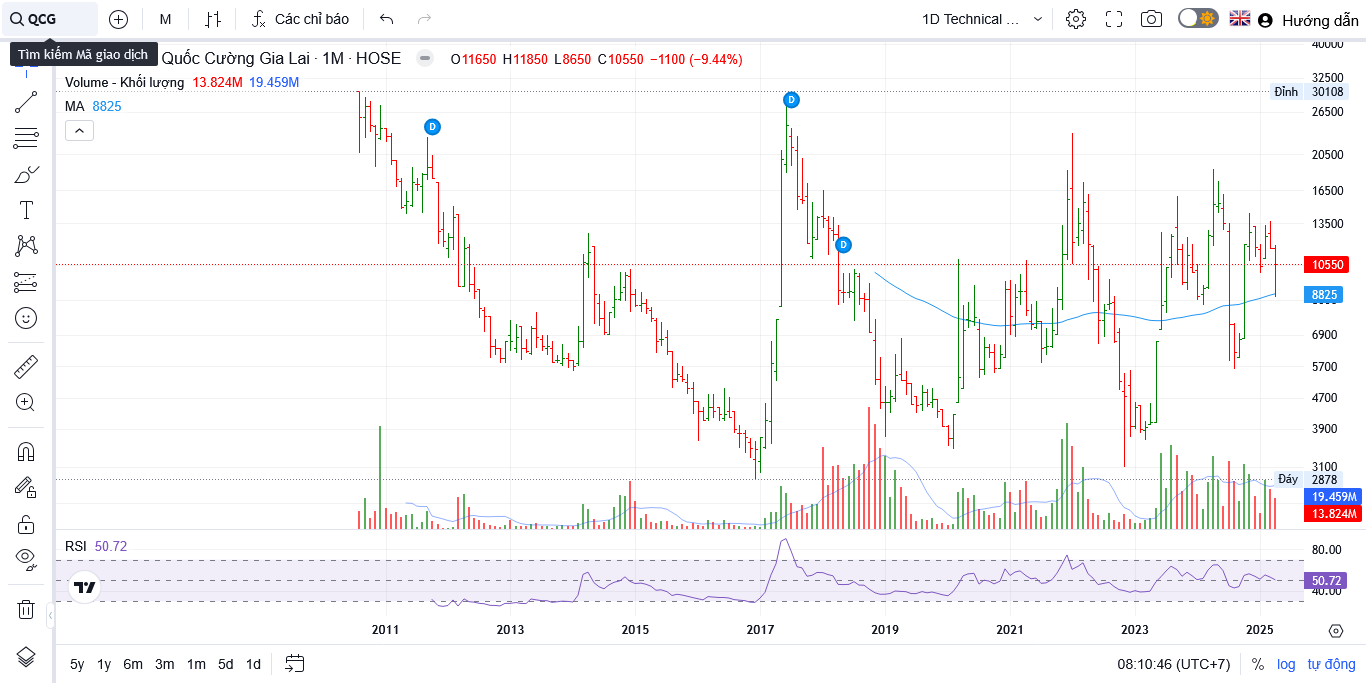 QCG
M
Các chỉ báo
1D Technical ...
Hướng dẫn
Tìm kiếm Mã giao dịch
Quốc Cường Gia Lai · 1M · HOSE
O11650 H11850 L8650 C10550 −1100 (−9.44%)
Volume - Khối lượng 13.824M 19.459M
MA 8825
D
D
D
40000
32500
Đỉnh 30108
26500
20500
16500
13500
10550
8825
6900
5700
4700
3900
3100
Đáy 2878
19.459M
13.824M
RSI 50.72
80.00
50.72
40.00
2011 2013 2015 2017 2019 2021 2023 2025
5y 1y 6m 3m 1m 5d 1d
08:10:46 (UTC+7) % log tự động